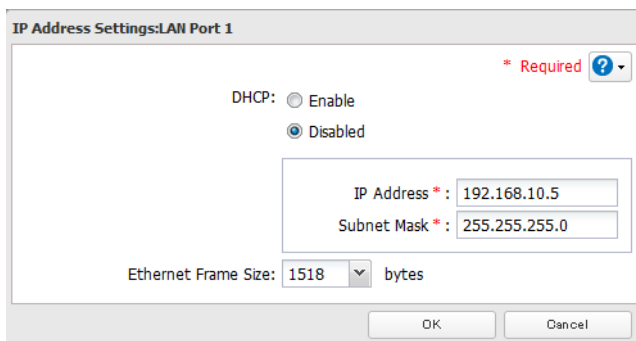 IP Address Settings:LAN Port 1
* Required ?
DHCP: Enable
Disabled
IP Address * : 192.168.10.5
Subnet Mask * : 255.255.255.0
Ethernet Frame Size: 1518 bytes
OK Cancel